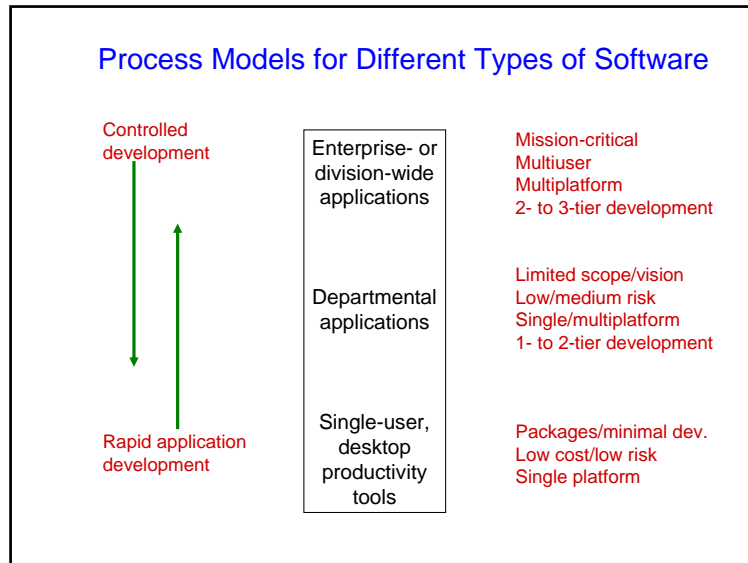 Process Models for Different Types of Software
Controlled
development
Enterprise- or
division-wide
applications
Mission-critical
Multiuser
Multiplatform
2- to 3-tier development
Departmental
applications
Limited scope/vision
Low/medium risk
Single/multiplatform
1- to 2-tier development
Rapid application
development
Single-user,
desktop
productivity
tools
Packages/minimal dev.
Low cost/low risk
Single platform